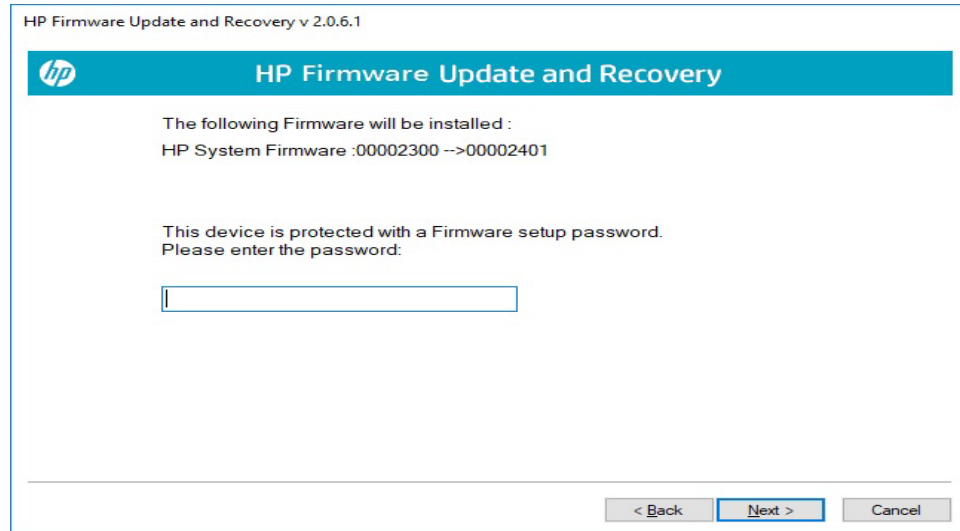 HP Firmware Update and Recovery v 2.0.6.1
hp
HP Firmware Update and Recovery
The following Firmware will be installed :
HP System Firmware :00002300 -->00002401
This device is protected with a Firmware setup password.
Please enter the password:
< Back
Next >
Cancel